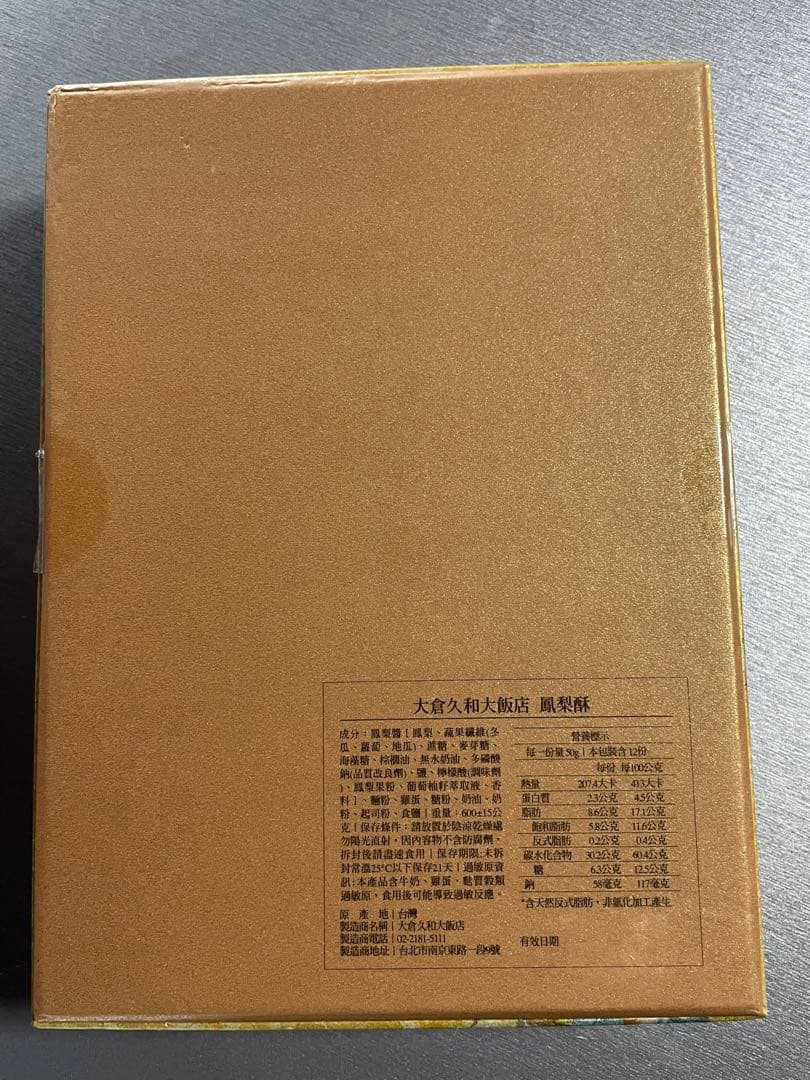 大倉久和大飯店 鳳梨酥
成分：鳳梨醬〔鳳梨、蔬果纖維(冬
瓜、蘿蔔、地瓜)、蔗糖、麥芽糖、
海藻糖、棕櫚油、無水奶油、多磷酸
鈉(品質改良劑)、鹽、檸檬酸(調味劑
)、鳳梨果粉、葡萄柚籽萃取液、香
料〕、麵粉、雞蛋、糖粉、奶油、奶
粉、起司粉、食鹽｜重量：600±15公
克｜保存條件：請放置於陰涼乾燥處
勿陽光直射，因內容物不含防腐劑，
拆封後請盡速食用｜保存期限:未拆
封常溫25°C以下保存21天｜過敏原資
訊:本產品含牛奶、雞蛋、麩質穀類
過敏原，食用後可能導致過敏反應。
原產地｜台灣
製造商名稱｜大倉久和大飯店
製造商電話｜02-2181-5111
製造商地址｜台北市南京東路一段9號
營養標示
每一份量 50g｜本包裝含 12份
每份 每100公克
熱量 207.4大卡 413大卡
蛋白質 2.3公克 4.5公克
脂肪 8.6公克 17.1公克
飽和脂肪 5.8公克 11.6公克
反式脂肪 0.2公克 0.4公克
碳水化合物 30.2公克 60.4公克
糖 6.3公克 12.5公克
鈉 58毫克 117毫克
*含天然反式脂肪，非氫化加工產生
有效日期